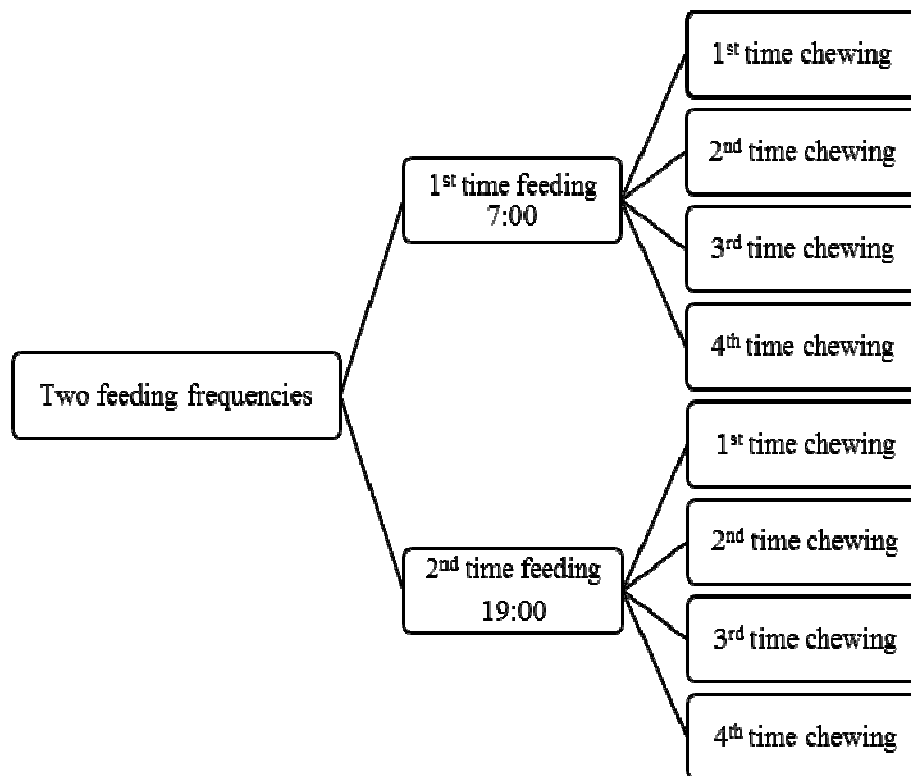 1st time chewing
2nd time chewing
1st time feeding
7:00
3rd time chewing
4th time chewing
Two feeding frequencies
1st time chewing
2nd time chewing
2nd time feeding
19:00
3rd time chewing
4th time chewing